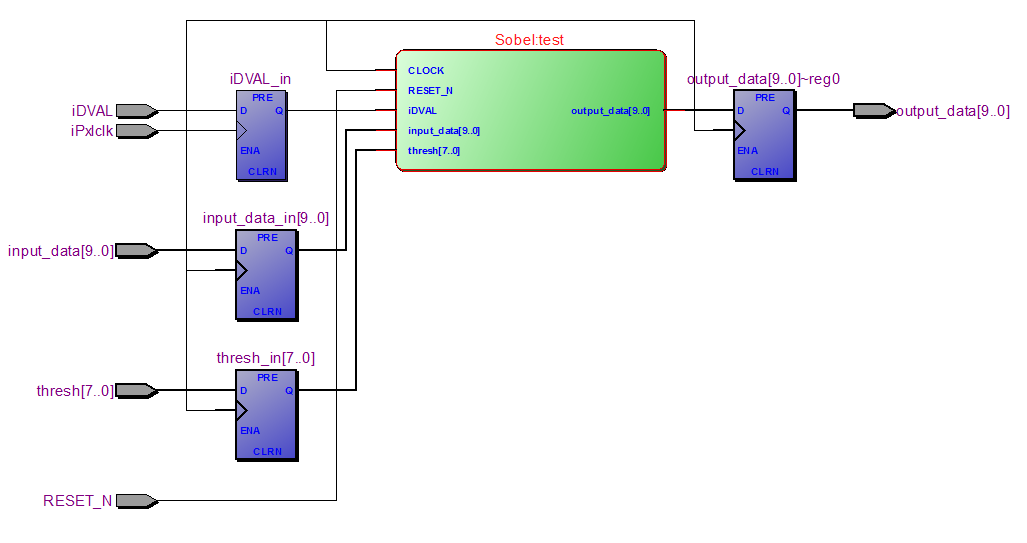 Sobel:test
CLOCK
RESET_N
iDVAL
input_data[9..0]
thresh[7..0]
output_data[9..0]
iDVAL_in
PRE
D
Q
ENA
CLRN
output_data[9..0]~reg0
PRE
D
Q
ENA
CLRN
output_data[9..0]
iDVAL
iPxlclk
input_data_in[9..0]
PRE
D
Q
ENA
CLRN
input_data[9..0]
thresh_in[7..0]
PRE
D
Q
ENA
CLRN
thresh[7..0]
RESET_N